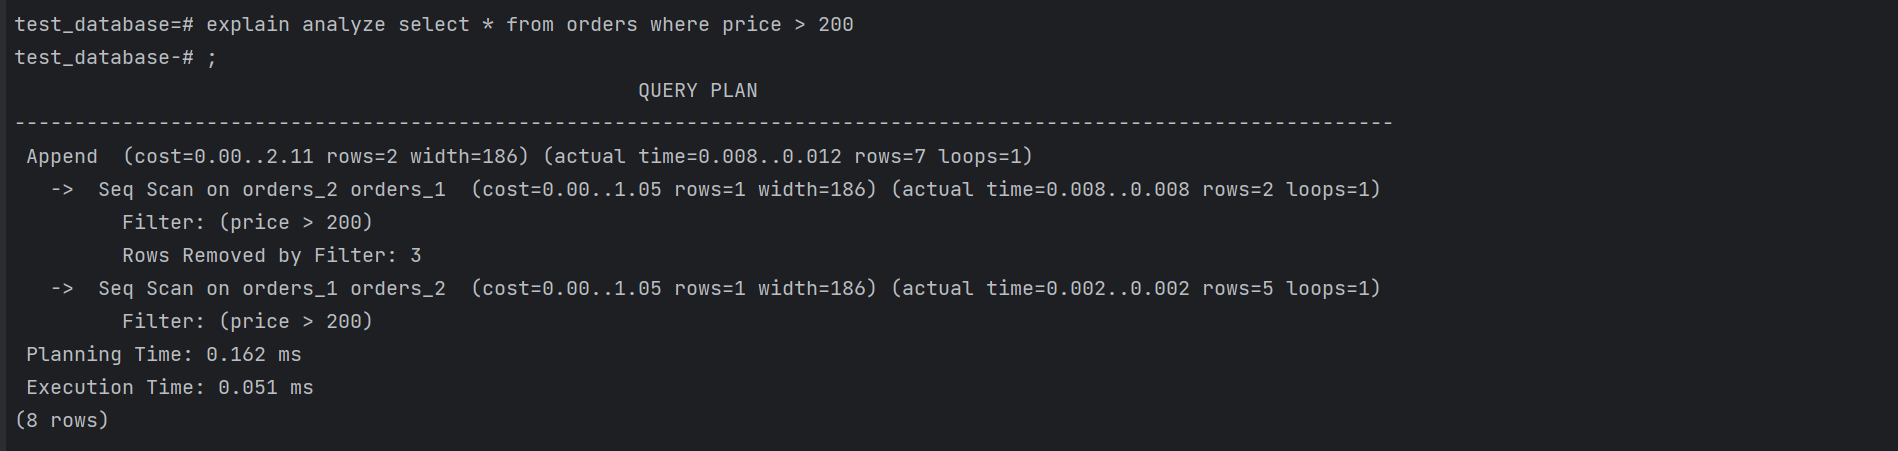 test_database=# explain analyze select * from orders where price > 200
test_database-# ;
                                                    QUERY PLAN
-------------------------------------------------------------------------------------------------------------------
 Append  (cost=0.00..2.11 rows=2 width=186) (actual time=0.008..0.012 rows=7 loops=1)
   ->  Seq Scan on orders_2 orders_1  (cost=0.00..1.05 rows=1 width=186) (actual time=0.008..0.008 rows=2 loops=1)
         Filter: (price > 200)
         Rows Removed by Filter: 3
   ->  Seq Scan on orders_1 orders_2  (cost=0.00..1.05 rows=1 width=186) (actual time=0.002..0.002 rows=5 loops=1)
         Filter: (price > 200)
 Planning Time: 0.162 ms
 Execution Time: 0.051 ms
(8 rows)